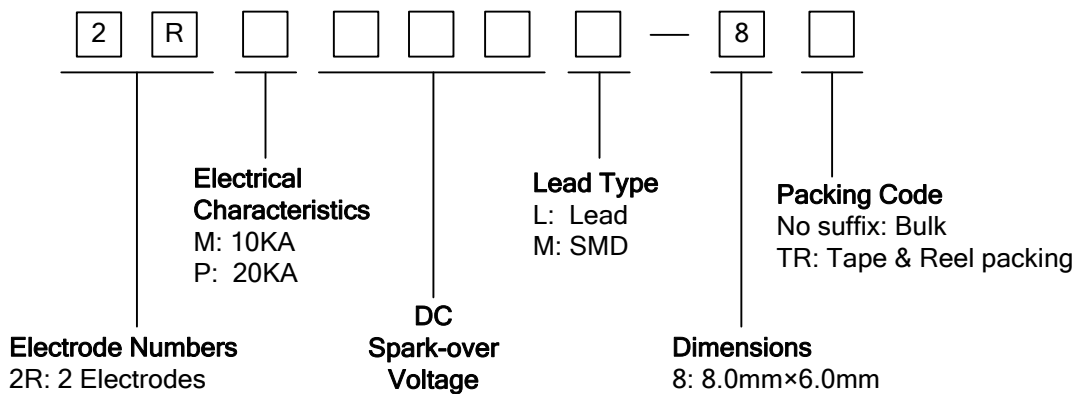 2 R — 8
Electrical
Characteristics
M: 10KA
P: 20KA
Lead Type
L: Lead
M: SMD
Packing Code
No suffix: Bulk
TR: Tape & Reel packing
Electrode Numbers
2R: 2 Electrodes
DC
Spark-over
Voltage
Dimensions
8: 8.0mm×6.0mm